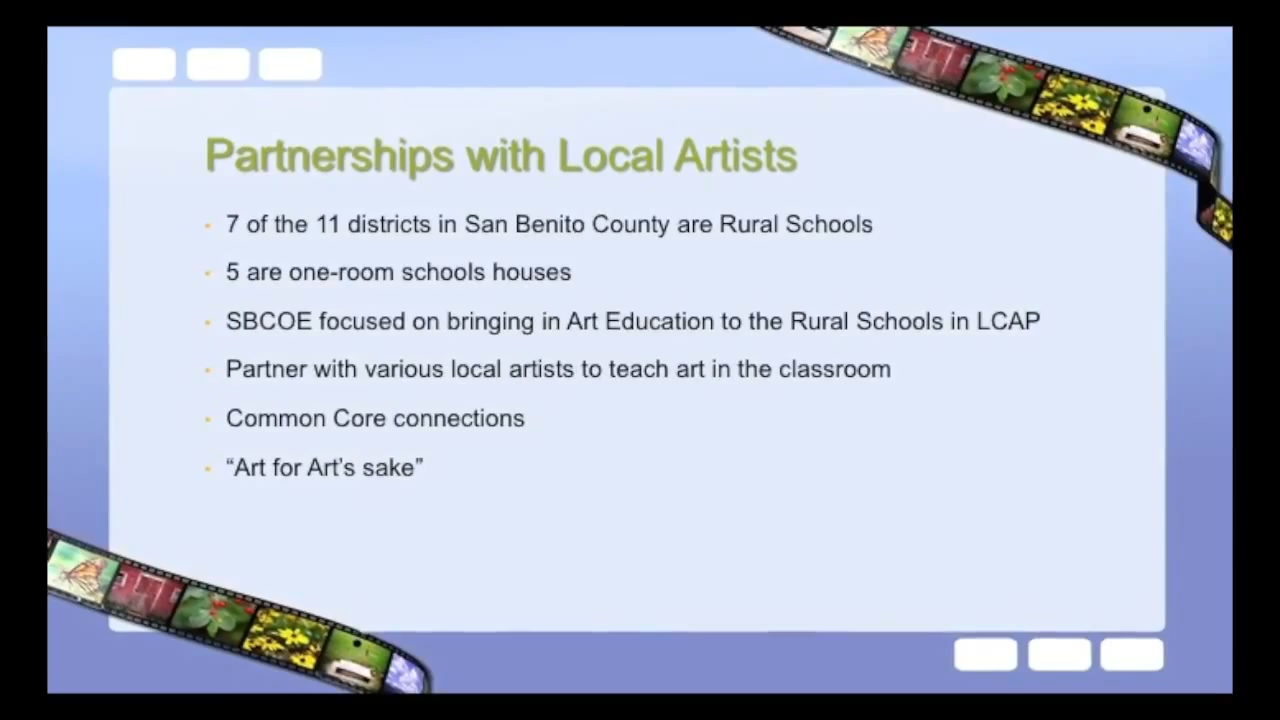 Partnerships with Local Artists
- 7 of the 11 districts in San Benito County are Rural Schools
- 5 are one-room schools houses
- SBCOE focused on bringing in Art Education to the Rural Schools in LCAP
- Partner with various local artists to teach art in the classroom
- Common Core connections
- “Art for Art’s sake”